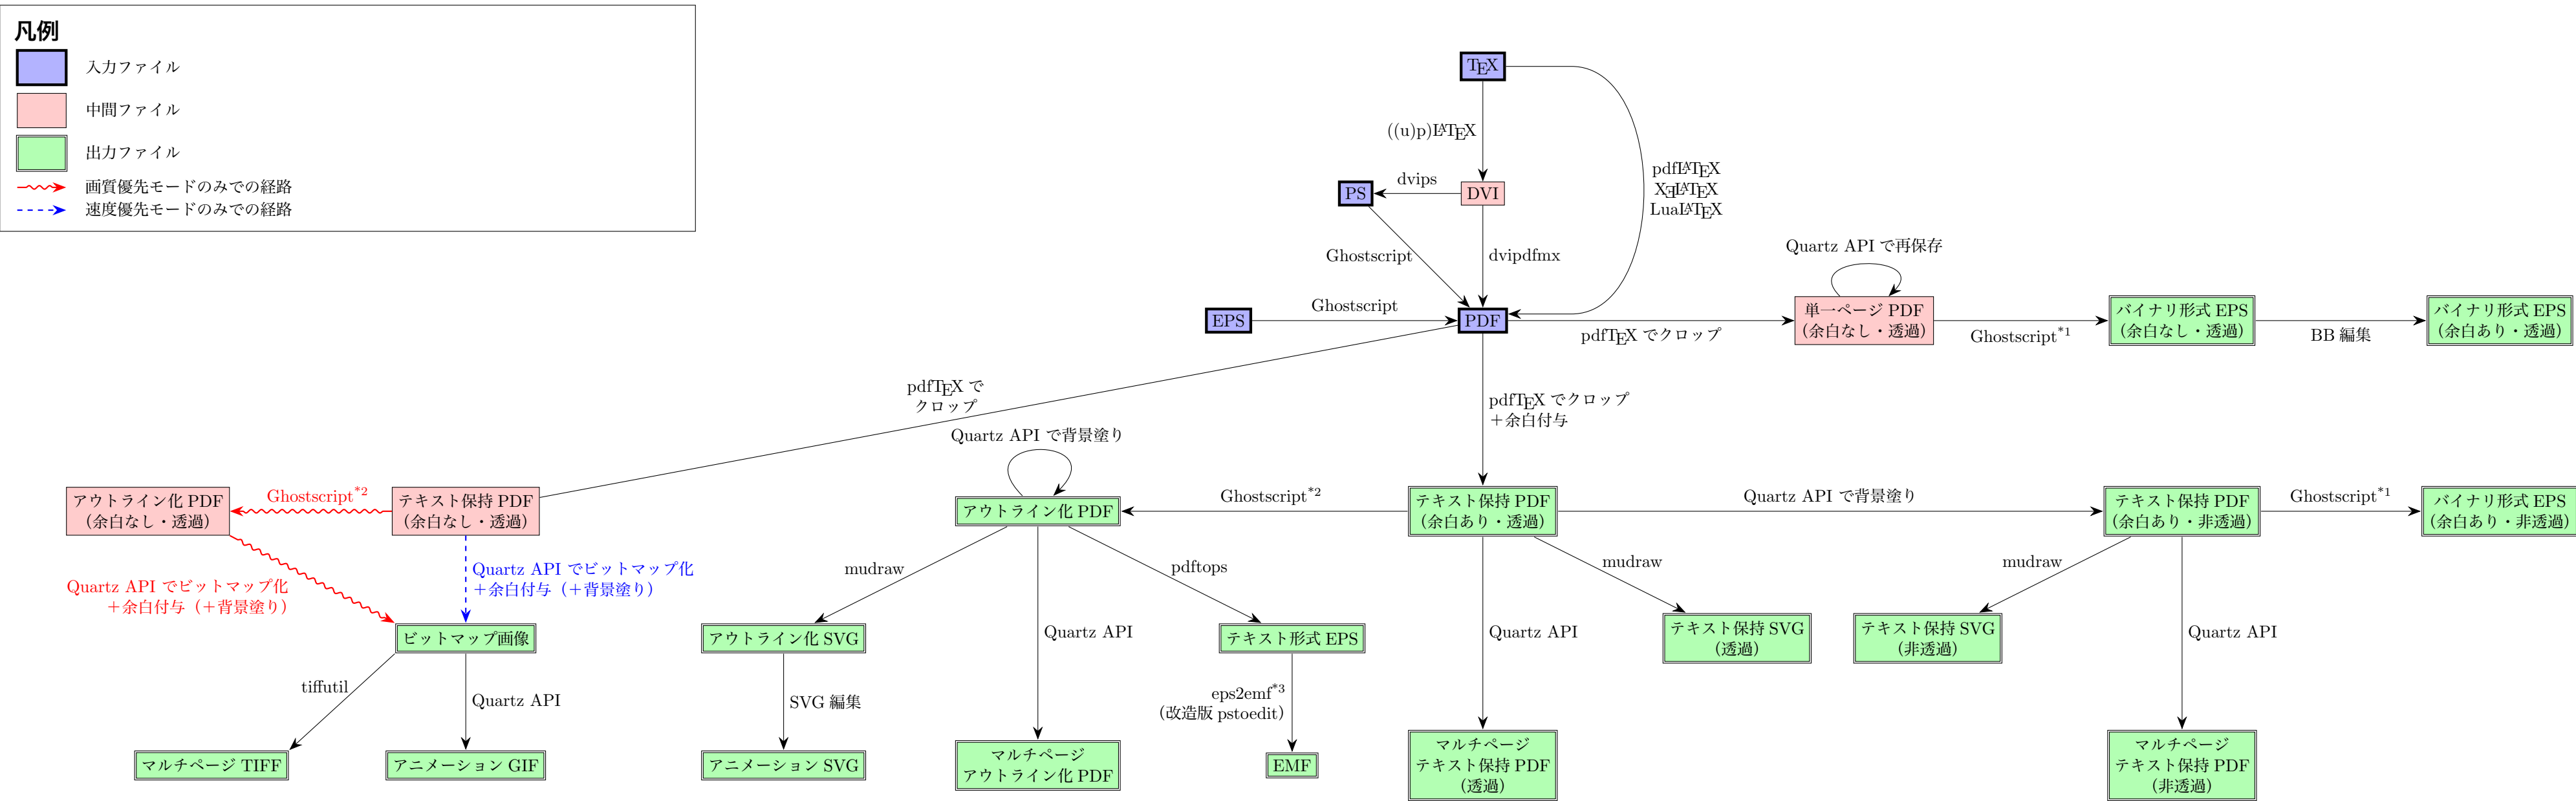 凡例
入力ファイル
中間ファイル
出力ファイル
画質優先モードのみでの経路
速度優先モードのみでの経路
TEX
((u)p)LATEX
pdfLATEX
XƎLATEX
LuaLATEX
dvips
PS
DVI
Ghostscript
dvipdfmx
Quartz API で再保存
EPS
Ghostscript
PDF
pdfTEX でクロップ
単一ページ PDF
(余白なし・透過)
Ghostscript*1
バイナリ形式 EPS
(余白なし・透過)
BB 編集
バイナリ形式 EPS
(余白あり・透過)
pdfTEX で
クロップ
pdfTEX でクロップ
＋余白付与
Quartz API で背景塗り
アウトライン化 PDF
(余白なし・透過)
Ghostscript*2
テキスト保持 PDF
(余白なし・透過)
アウトライン化 PDF
Ghostscript*2
テキスト保持 PDF
(余白あり・透過)
Quartz API で背景塗り
テキスト保持 PDF
(余白あり・非透過)
Ghostscript*1
バイナリ形式 EPS
(余白あり・非透過)
Quartz API でビットマップ化
＋余白付与（＋背景塗り）
Quartz API でビットマップ化
＋余白付与（＋背景塗り）
mudraw
pdftops
mudraw
mudraw
ビットマップ画像
アウトライン化 SVG
Quartz API
テキスト形式 EPS
Quartz API
テキスト保持 SVG
(透過)
テキスト保持 SVG
(非透過)
Quartz API
tiffutil
Quartz API
SVG 編集
eps2emf*3
(改造版 pstoedit)
マルチページ TIFF
アニメーション GIF
アニメーション SVG
マルチページ
アウトライン化 PDF
EMF
マルチページ
テキスト保持 PDF
(透過)
マルチページ
テキスト保持 PDF
(非透過)